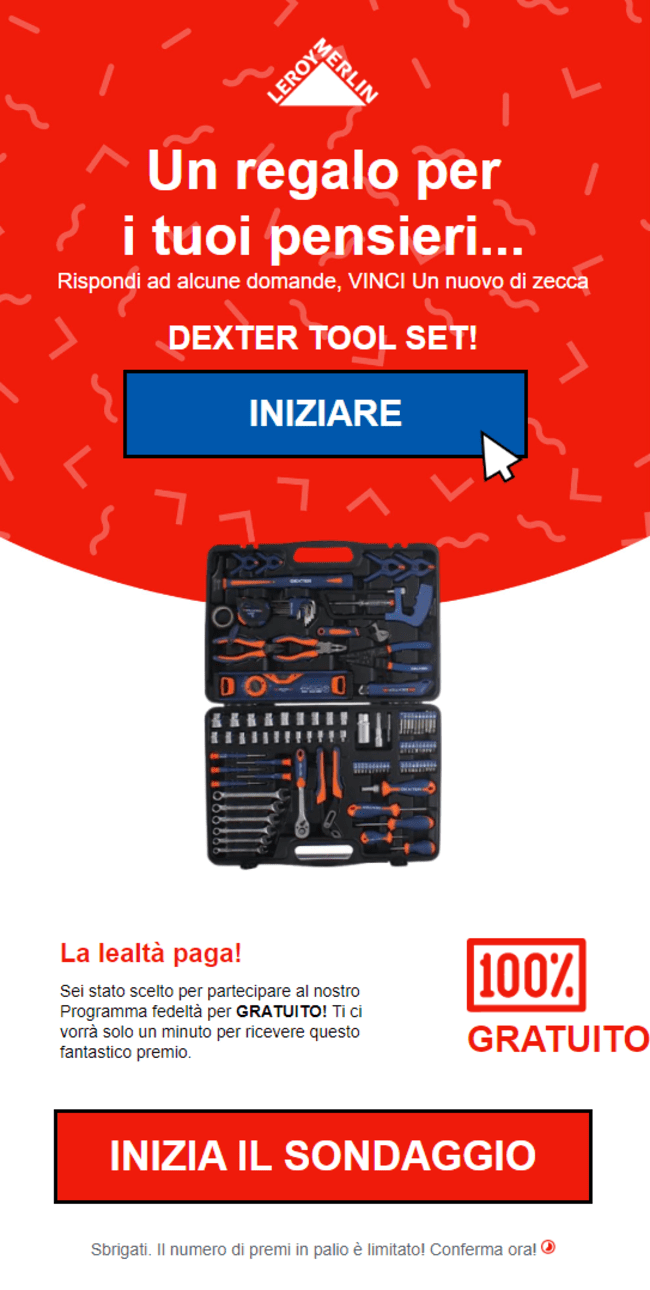 LEROY MERLIN
Un regalo per
i tuoi pensieri...
Rispondi ad alcune domande, VINCI Un nuovo di zecca
DEXTER TOOL SET!
INIZIARE
La lealtà paga!
Sei stato scelto per partecipare al nostro
Programma fedeltà per GRATUITO! Ti ci
vorrà solo un minuto per ricevere questo
fantastico premio.
100%
GRATUITO
INIZIA IL SONDAGGIO
Sbrigati. Il numero di premi in palio è limitato! Conferma ora!